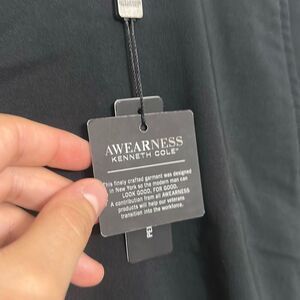 AWEARNESS
KENNETH COLE
This finely crafted garment was designed
in New York so the modern man can
LOOK GOOD, FOR GOOD.
A contribution from all AWEARNESS
products will help our veterans
transition into the workforce.
PE